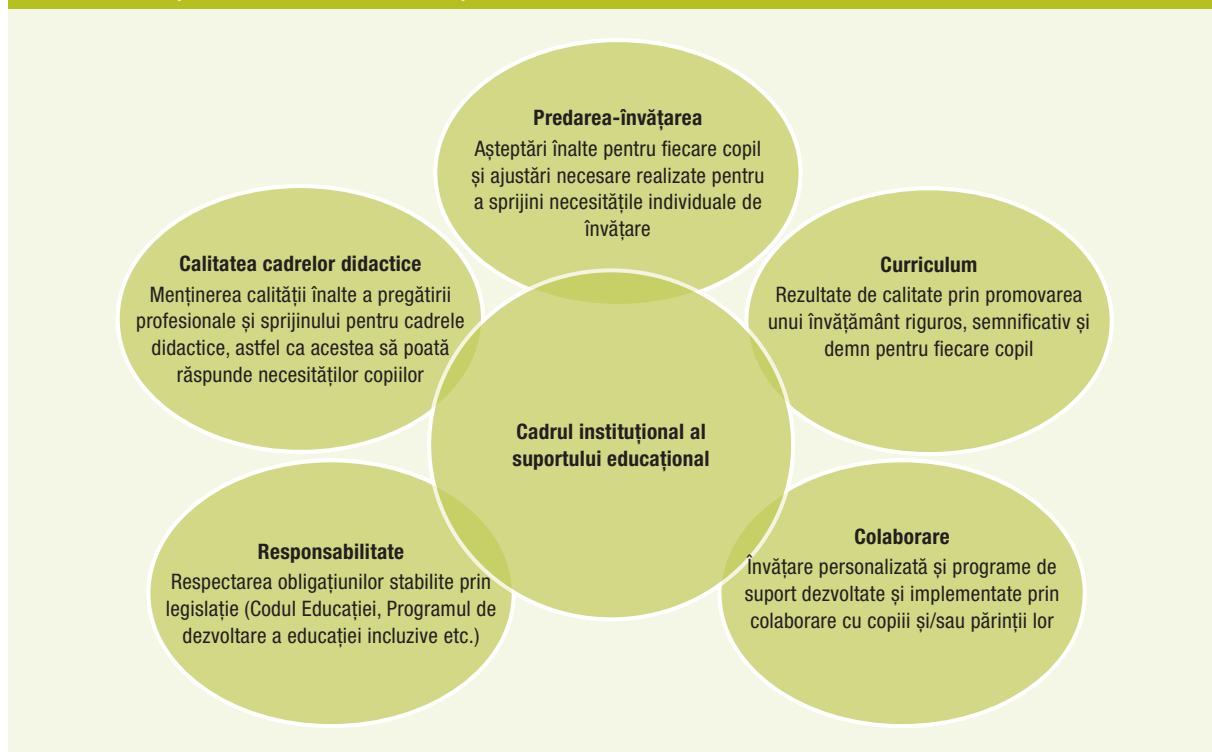 Predarea-învățarea
Așteptări înalte pentru fiecare copil
și ajustări necesare realizate pentru
a sprijini necesitățile individuale de
învățare
Calitatea cadrelor didactice
Menținerea calității înalte a pregătirii
profesionale și sprijinului pentru cadrele
didactice, astfel ca acestea să poată
răspunde necesităților copiilor
Curriculum
Rezultate de calitate prin promovarea
unui învățământ riguros, semnificativ și
demn pentru fiecare copil
Cadrul instituțional al
suportului educațional
Responsabilitate
Respectarea obligațiunilor stabilite prin
legislație (Codul Educației, Programul de
dezvoltare a educației incluzive etc.)
Colaborare
Învățare personalizată și programe de
suport dezvoltate și implementate prin
colaborare cu copiii și/sau părinții lor